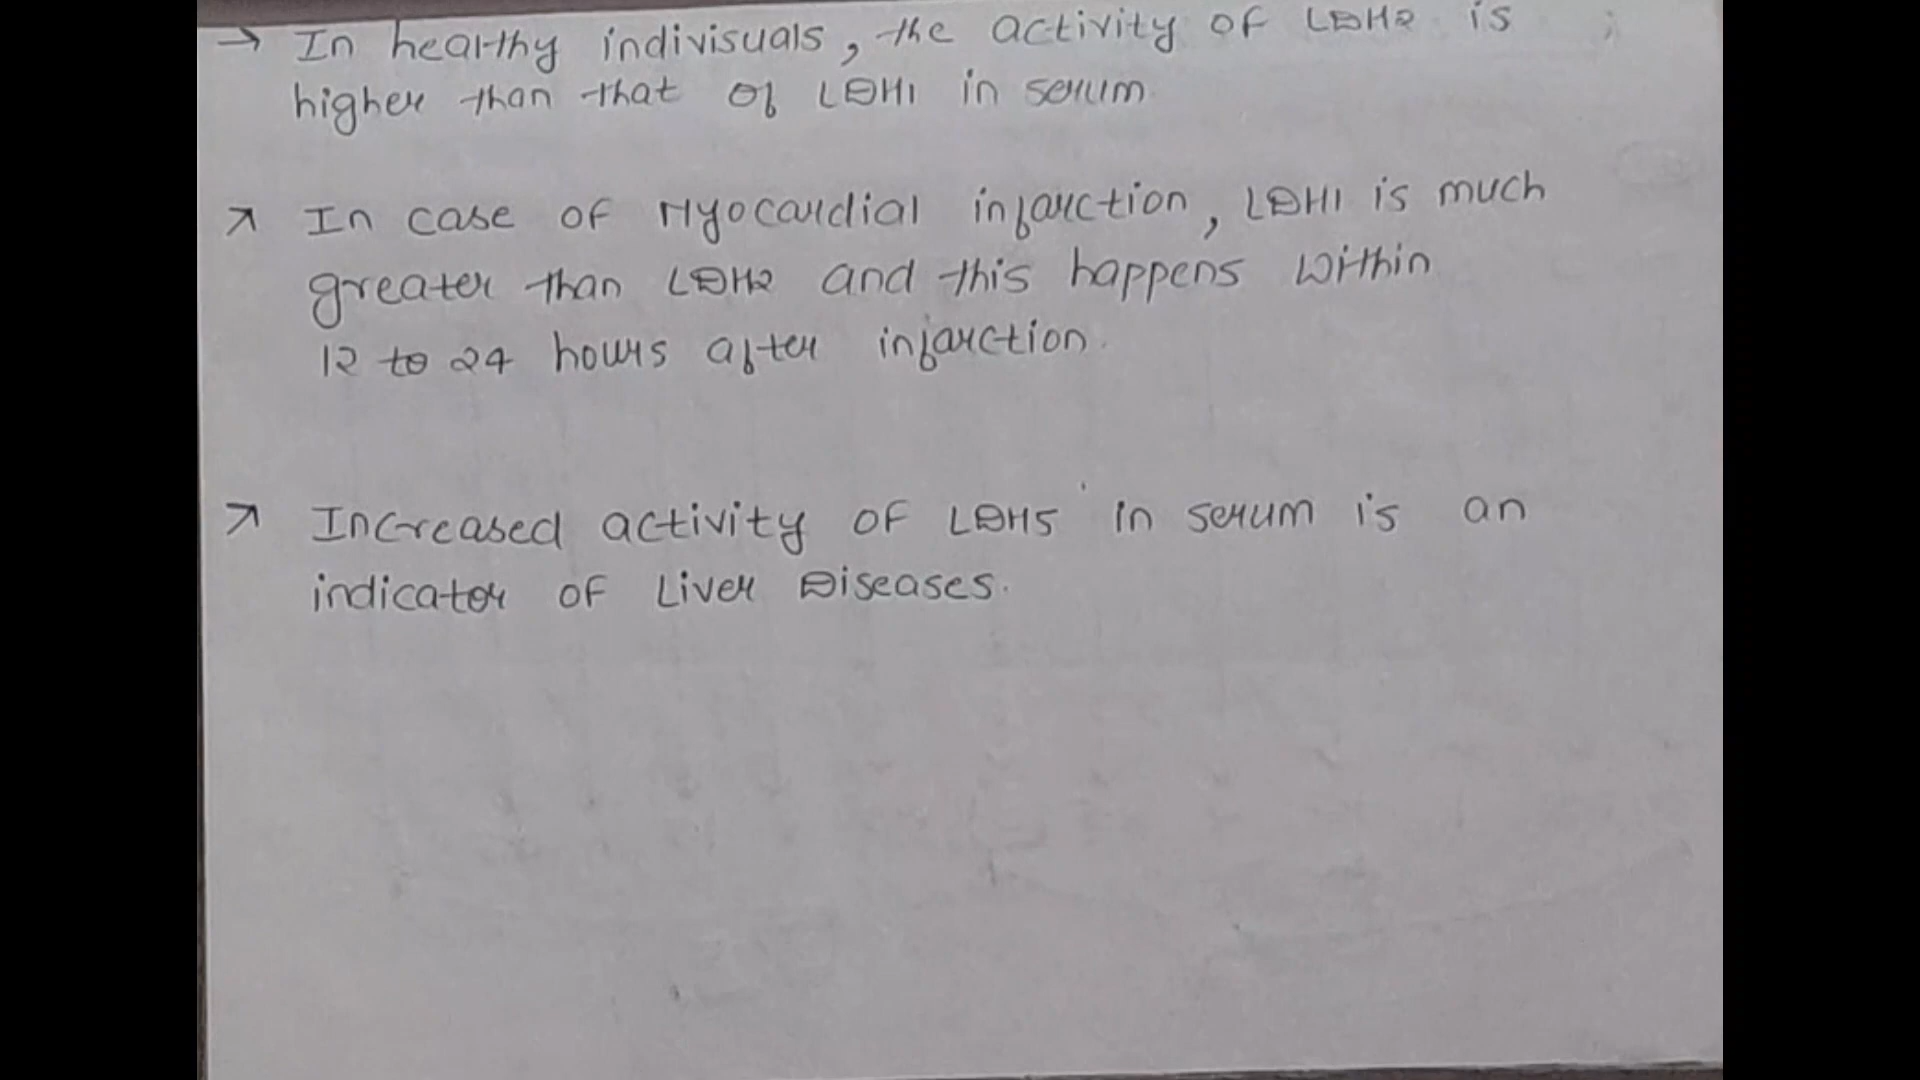 → In healthy indivisuals, the activity of LDH2 is
higher than that of LDH1 in serum
→ In case of Myocardial infarction, LDH1 is much
greater than LDH2 and this happens within
12 to 24 hours after infarction.
→ Increased activity of LDH5 in serum is an
indicator of Liver Diseases.